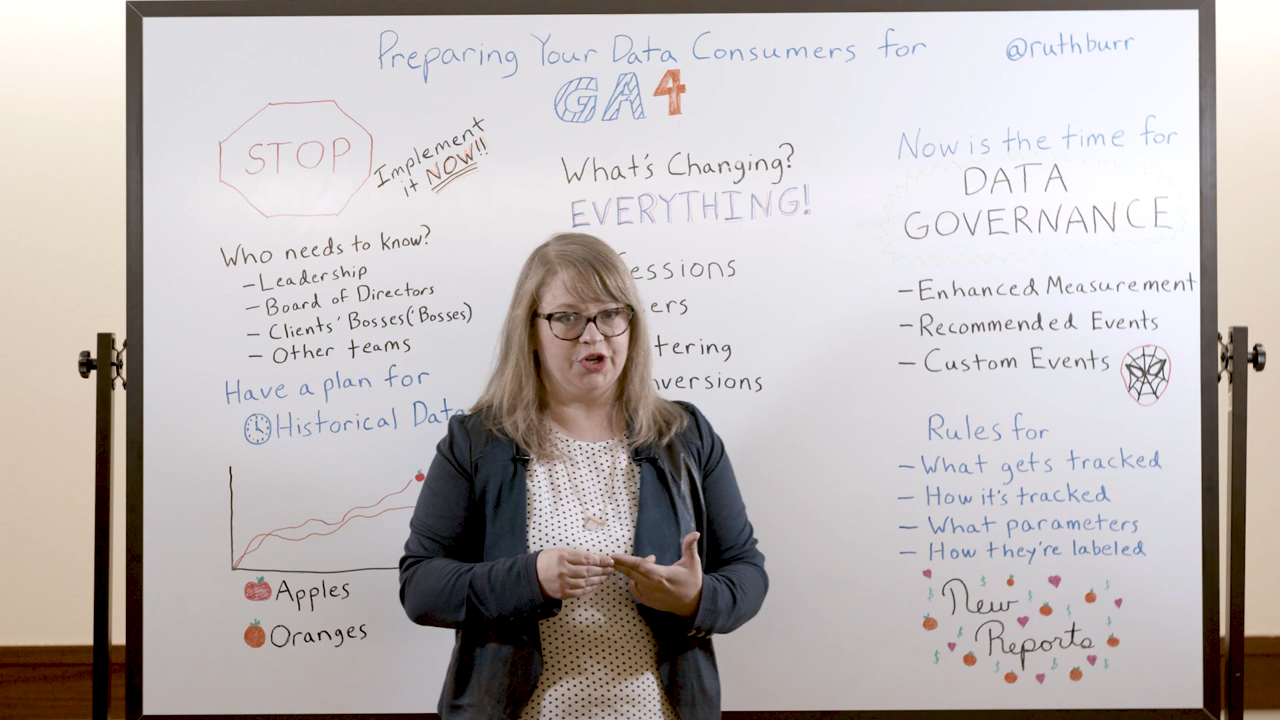 Preparing Your Data Consumers for
GA4
@ruthburr
STOP
Implement
it NOW!!
Who needs to know?
- Leadership
- Board of Directors
- Clients' Bosses('Bosses)
- Other teams
Have a plan for
Historical Data
Apples
Oranges
What's Changing?
EVERYTHING!
essions
ers
tering
nversions
Now is the time for
DATA
GOVERNANCE
- Enhanced Measurement
- Recommended Events
- Custom Events
Rules for
- What gets tracked
- How it's tracked
- What parameters
- How they're labeled
New
Reports